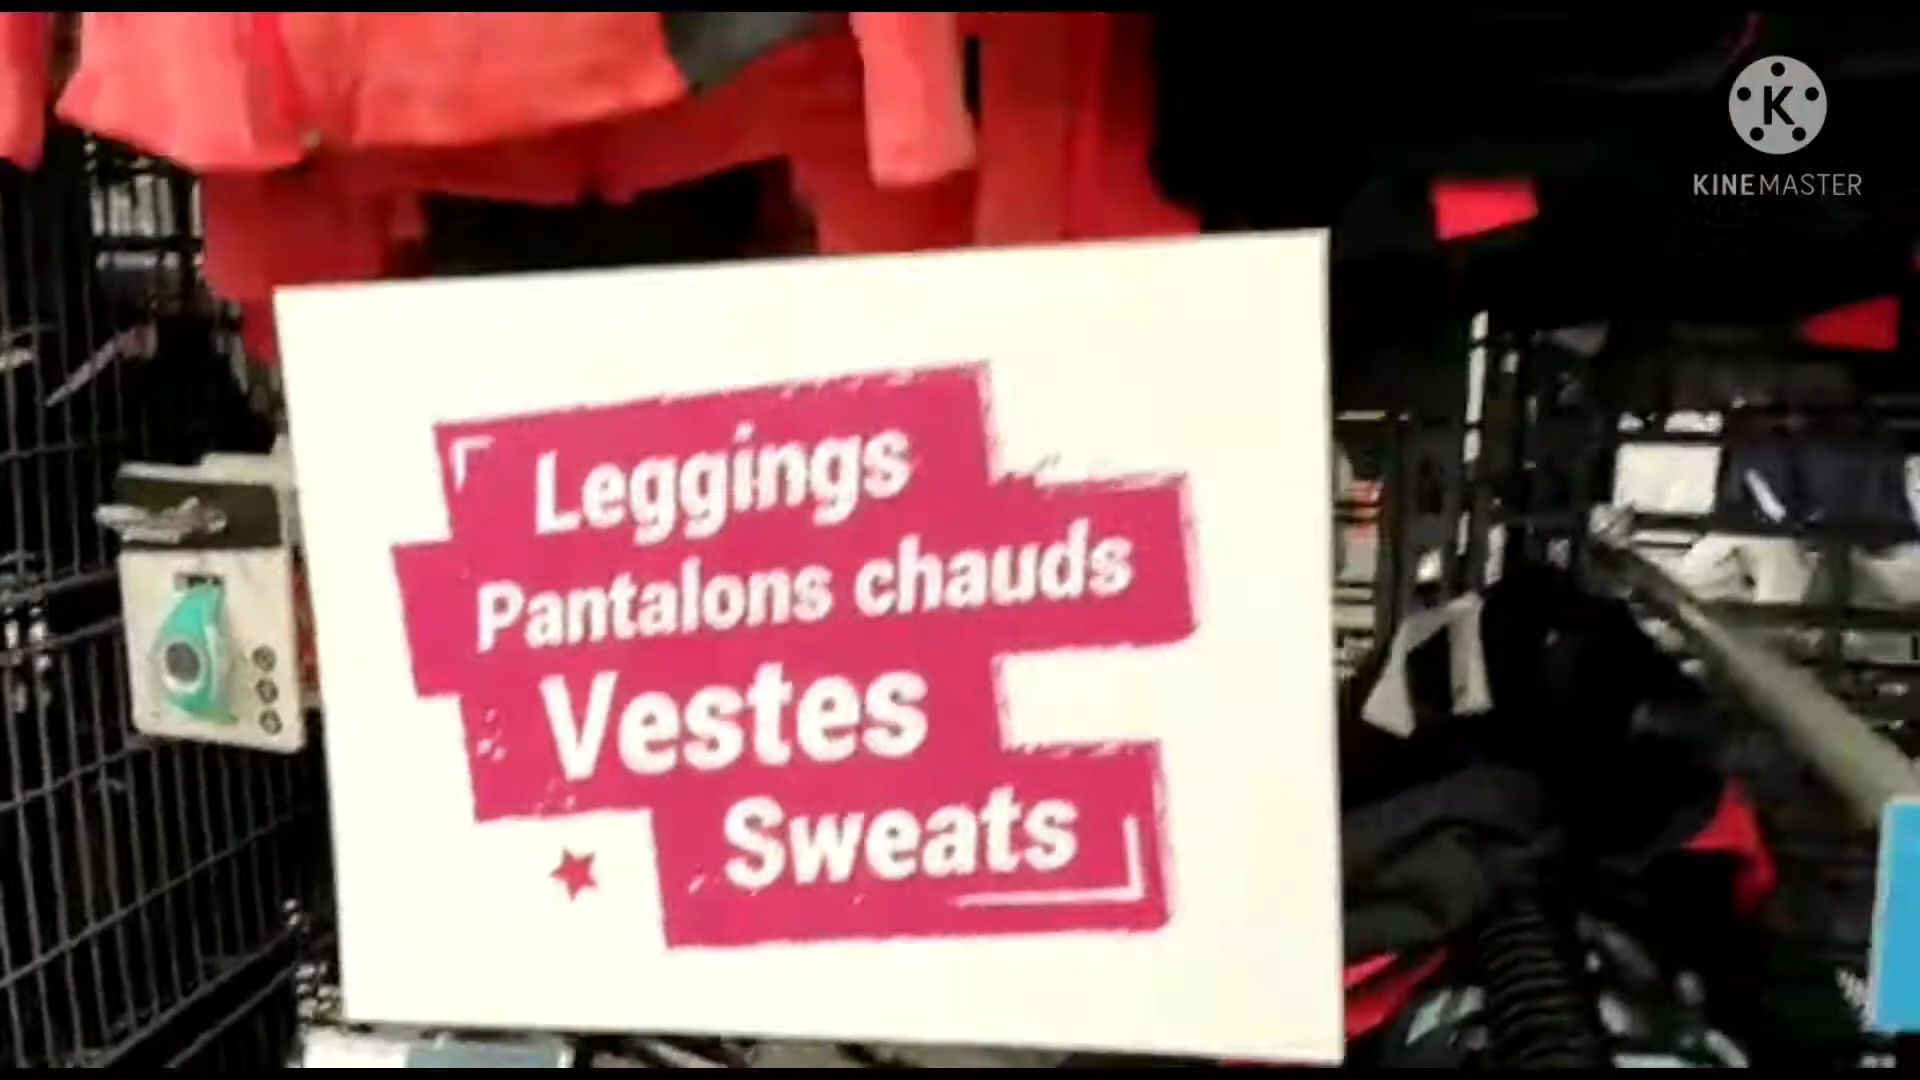 K
KINEMASTER
Leggings
Pantalons chauds
Vestes
Sweats